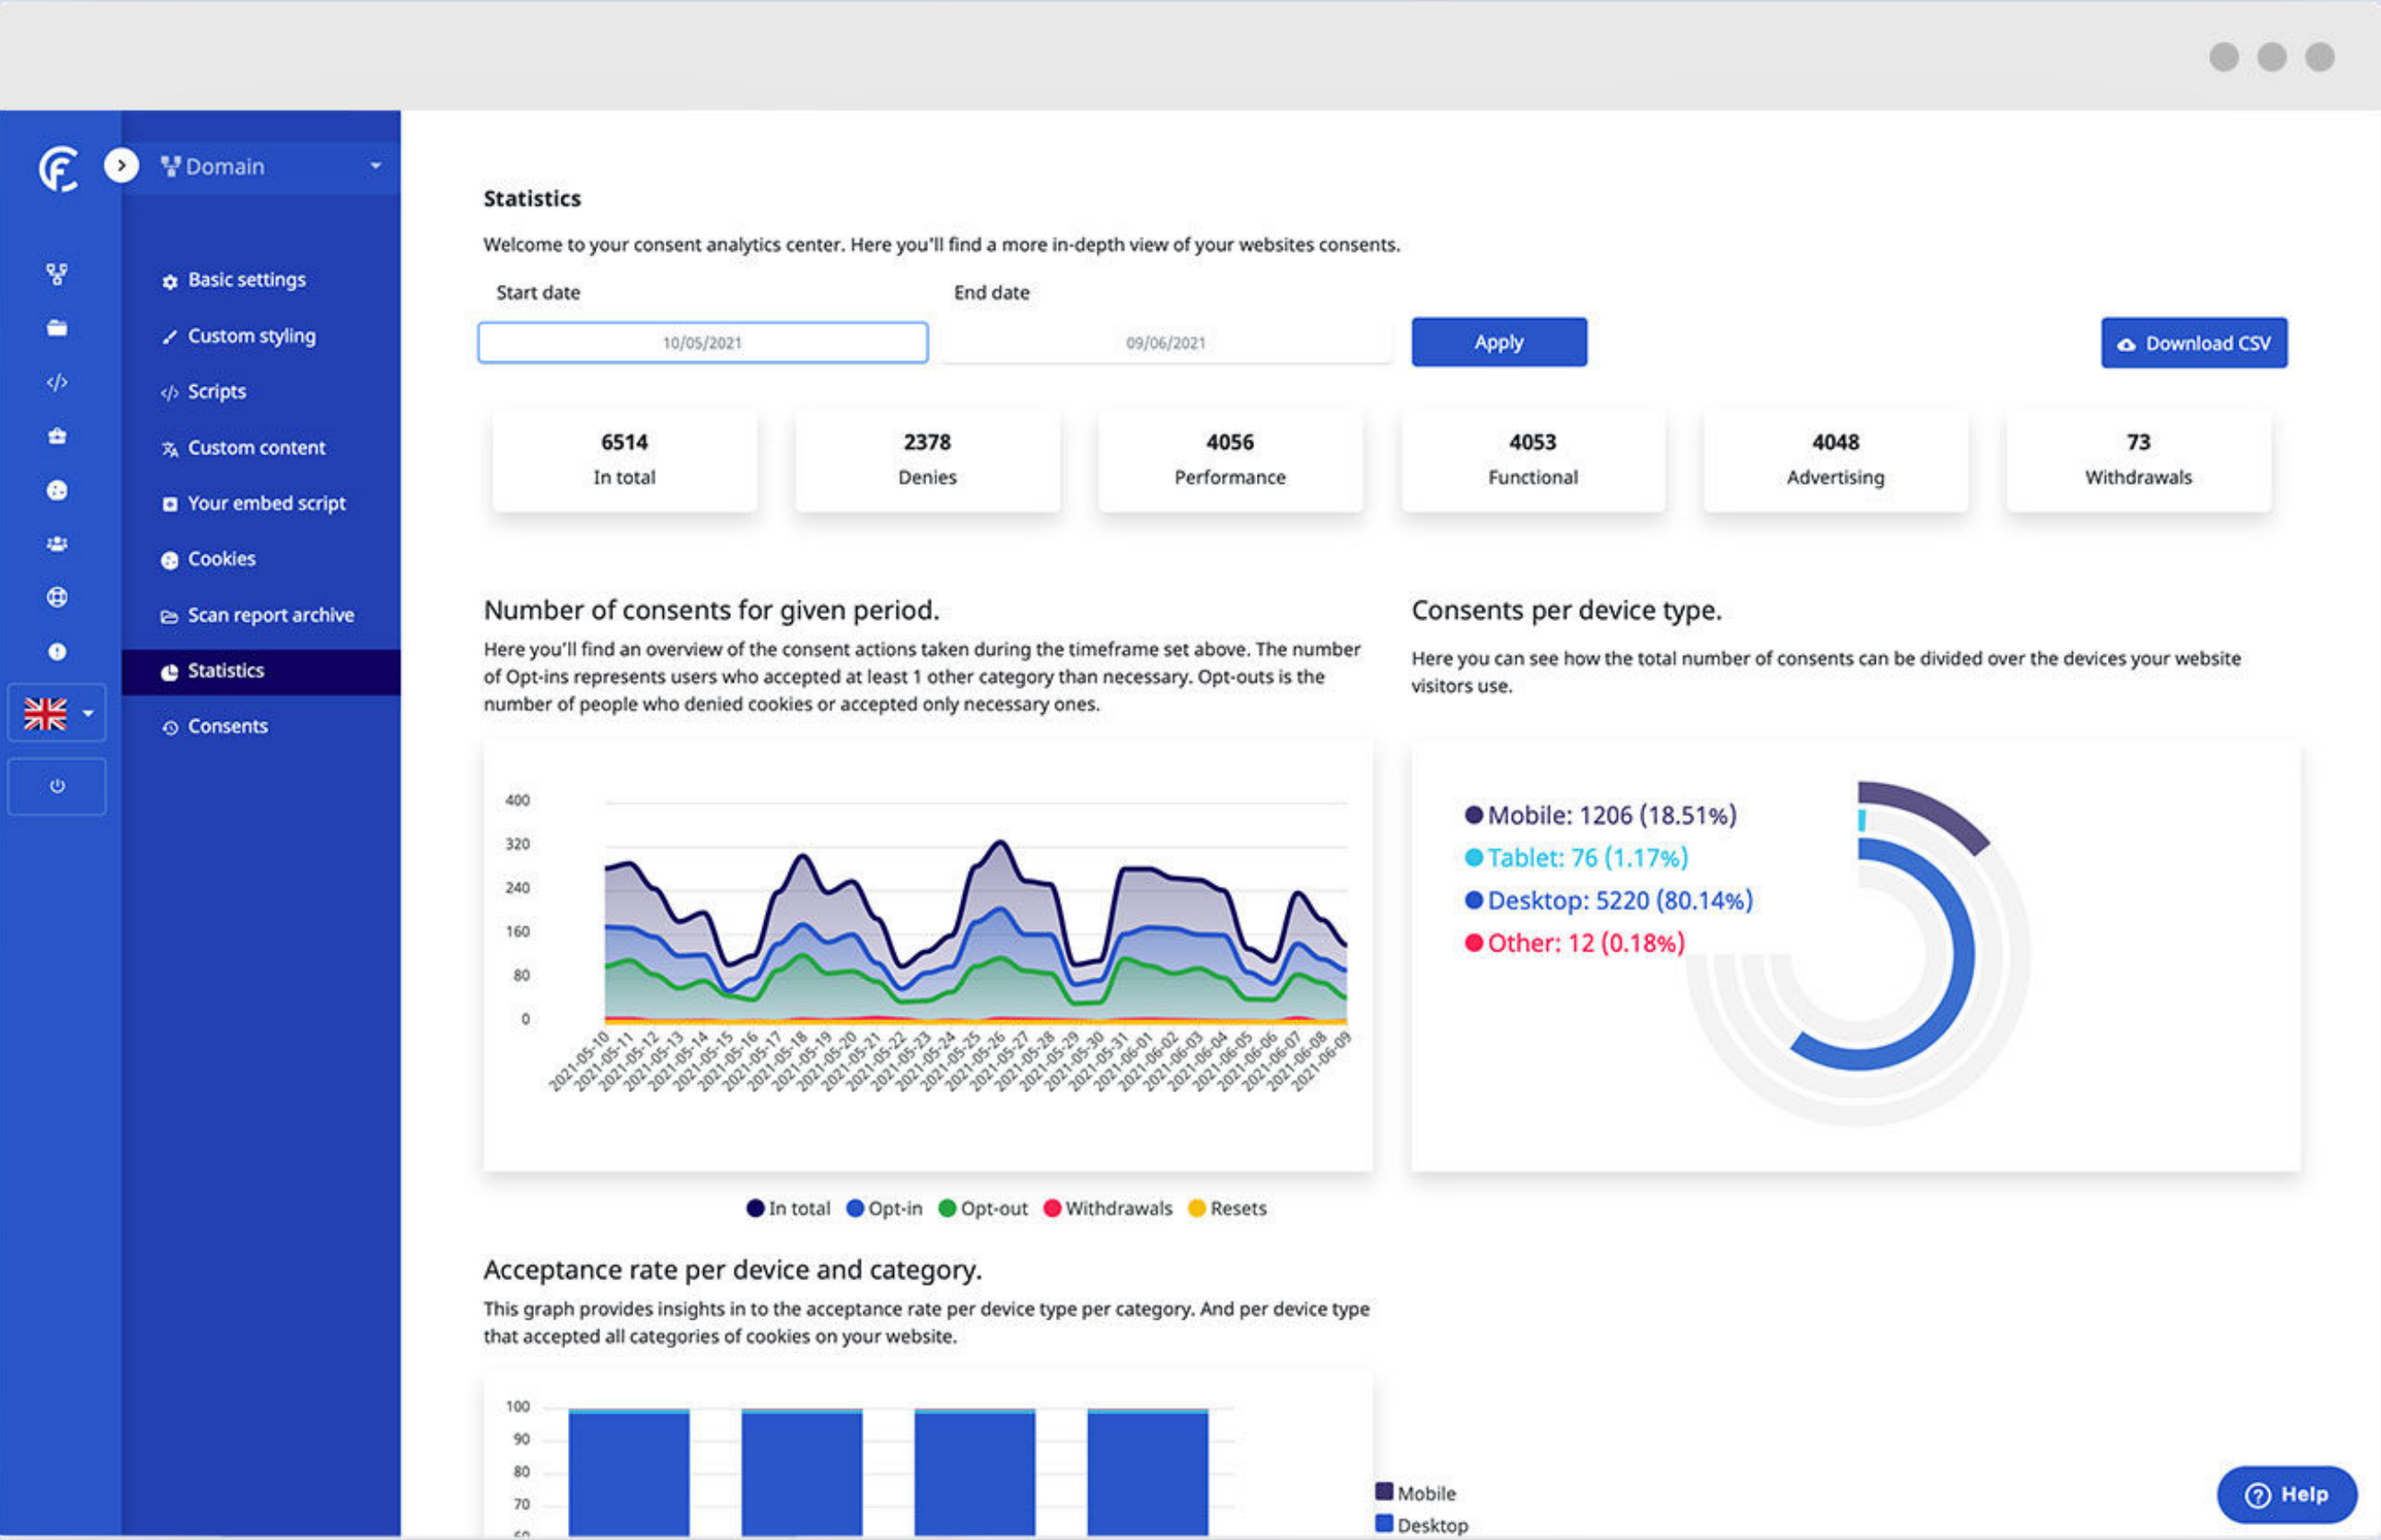 Domain
Basic settings
Custom styling
Scripts
Custom content
Your embed script
Cookies
Scan report archive
Statistics
Consents
Statistics
Welcome to your consent analytics center. Here you'll find a more in-depth view of your websites consents.
Start date
End date
10/05/2021
09/06/2021
Apply
Download CSV
6514
In total
2378
Denies
4056
Performance
4053
Functional
4048
Advertising
73
Withdrawals
Number of consents for given period.
Here you'll find an overview of the consent actions taken during the timeframe set above. The number
of Opt-ins represents users who accepted at least 1 other category than necessary. Opt-outs is the
number of people who denied cookies or accepted only necessary ones.
400
320
240
160
80
0
2021-05-10
2021-05-11
2021-05-12
2021-05-13
2021-05-14
2021-05-15
2021-05-16
2021-05-17
2021-05-18
2021-05-19
2021-05-20
2021-05-21
2021-05-22
2021-05-23
2021-05-24
2021-05-25
2021-05-26
2021-05-27
2021-05-28
2021-05-29
2021-05-30
2021-05-31
2021-06-01
2021-06-02
2021-06-03
2021-06-04
2021-06-05
2021-06-06
2021-06-07
2021-06-08
2021-06-09
In total
Opt-in
Opt-out
Withdrawals
Resets
Consents per device type.
Here you can see how the total number of consents can be divided over the devices your website
visitors use.
Mobile: 1206 (18.51%)
Tablet: 76 (1.17%)
Desktop: 5220 (80.14%)
Other: 12 (0.18%)
Acceptance rate per device and category.
This graph provides insights in to the acceptance rate per device type per category. And per device type
that accepted all categories of cookies on your website.
100
90
80
70
60
Mobile
Desktop
Help